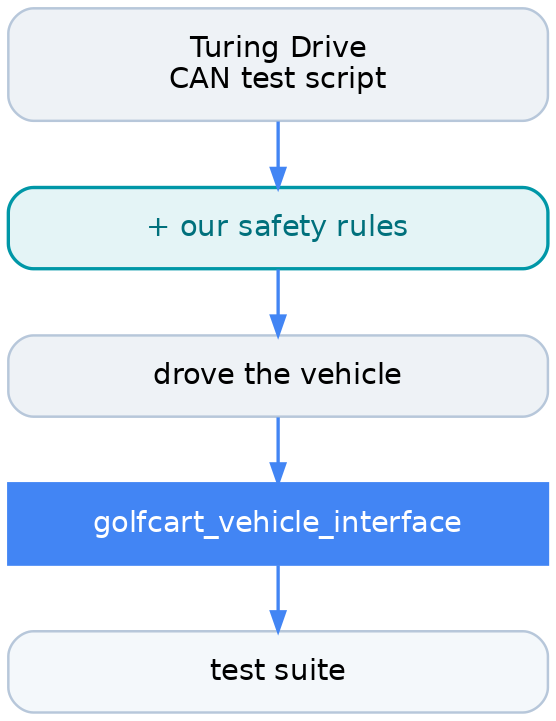 Turing Drive
CAN test script
+ our safety rules
drove the vehicle
golfcart_vehicle_interface
test suite